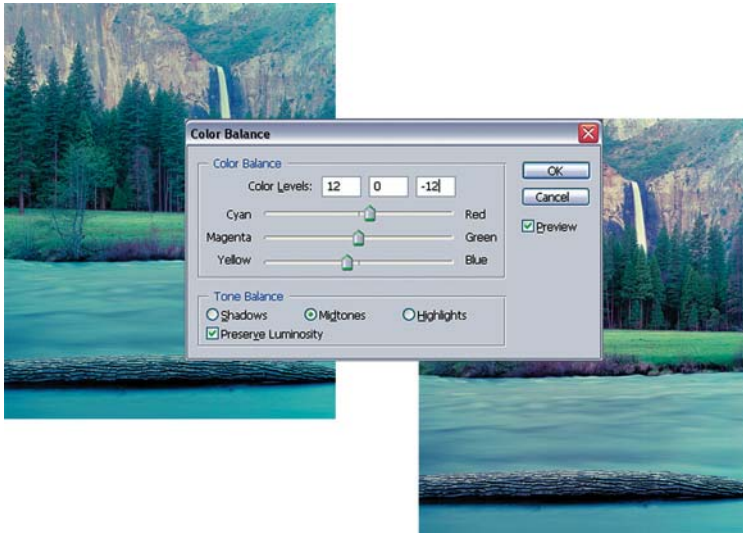 Color Balance
Color Balance
Color Levels: 12 0 -12
Cyan Red
Magenta Green
Yellow Blue
Tone Balance
Shadows Midtones Highlights
Preserve Luminosity
OK
Cancel
Preview